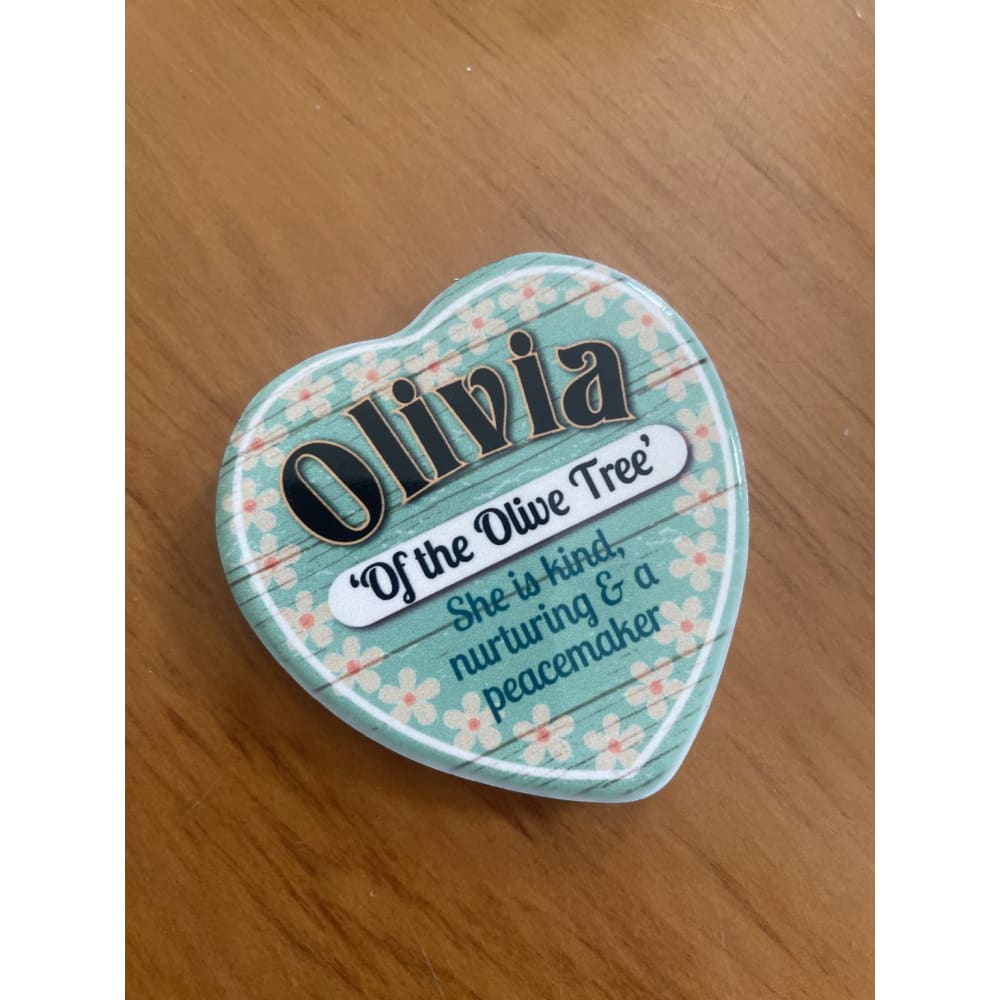 Olivia
‘Of the Olive Tree’
She is kind,
nurturing & a
peacemaker